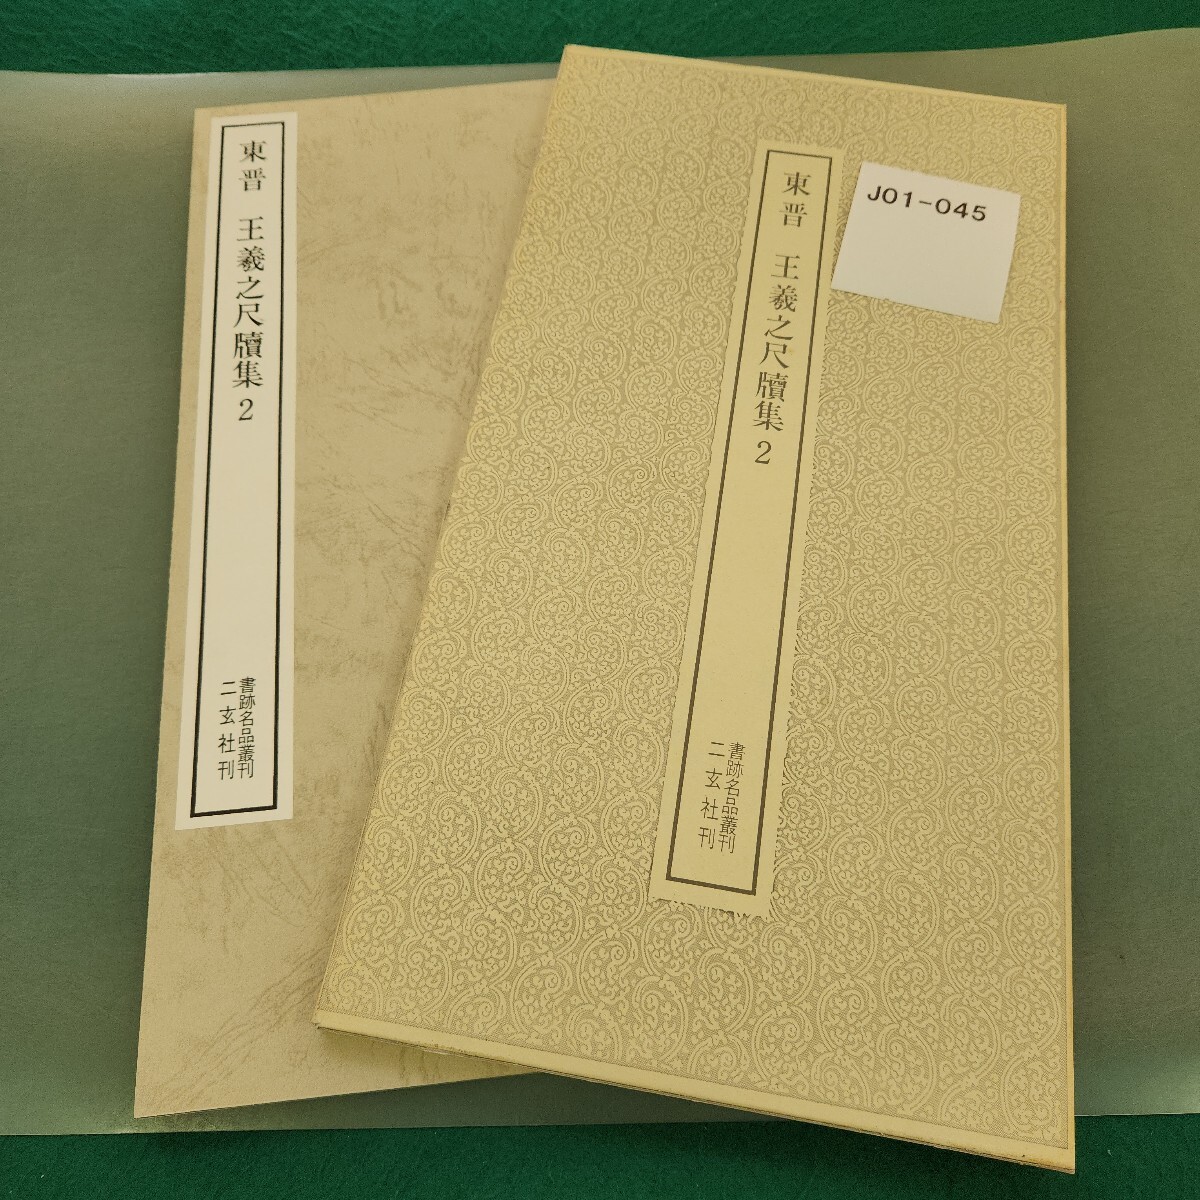 東晋 王羲之尺牘集 2
書跡名品叢刊
二玄社刊
東晋 王羲之尺牘集 2
書跡名品叢刊
二玄社刊
J01-045